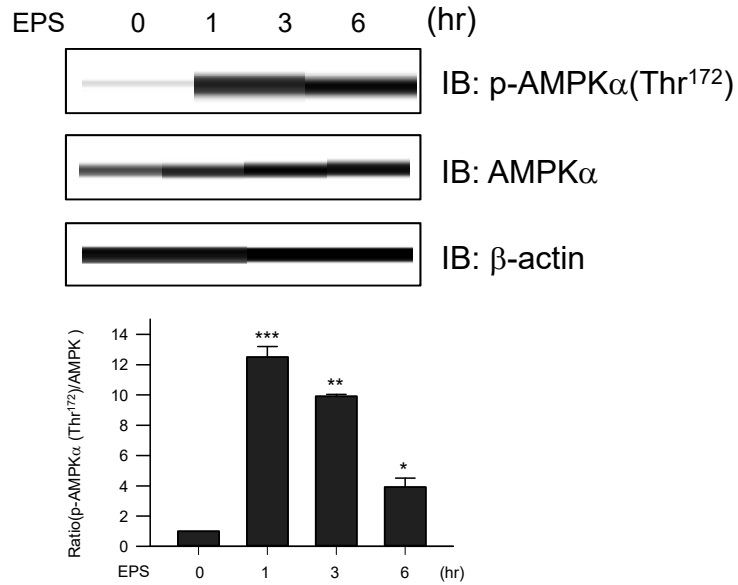 EPS 0 1 3 6 (hr)
IB: p-AMPKα(Thr172)
IB: AMPKα
IB: β-actin
Ratio(p-AMPKα (Thr172)/AMPK )
14
12
10
8
6
4
2
0
***
**
*
EPS 0 1 3 6 (hr)